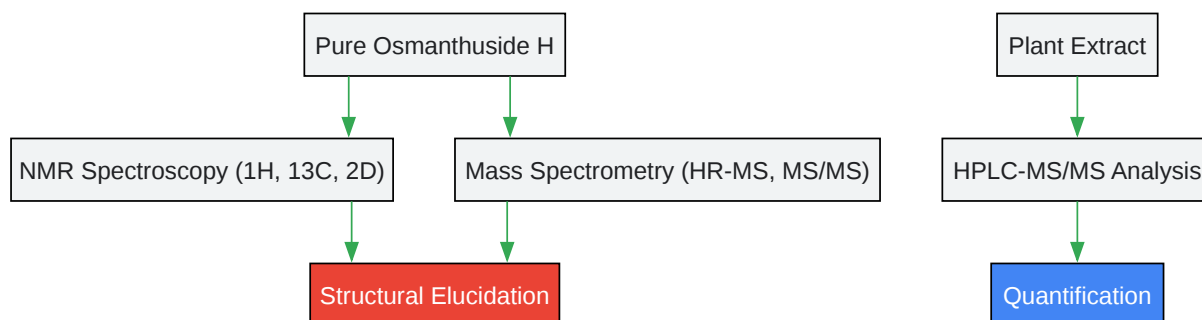 Pure Osmanthuside H
Plant Extract
NMR Spectroscopy (1H, 13C, 2D)
Mass Spectrometry (HR-MS, MS/MS)
HPLC-MS/MS Analysis
Structural Elucidation
Quantification